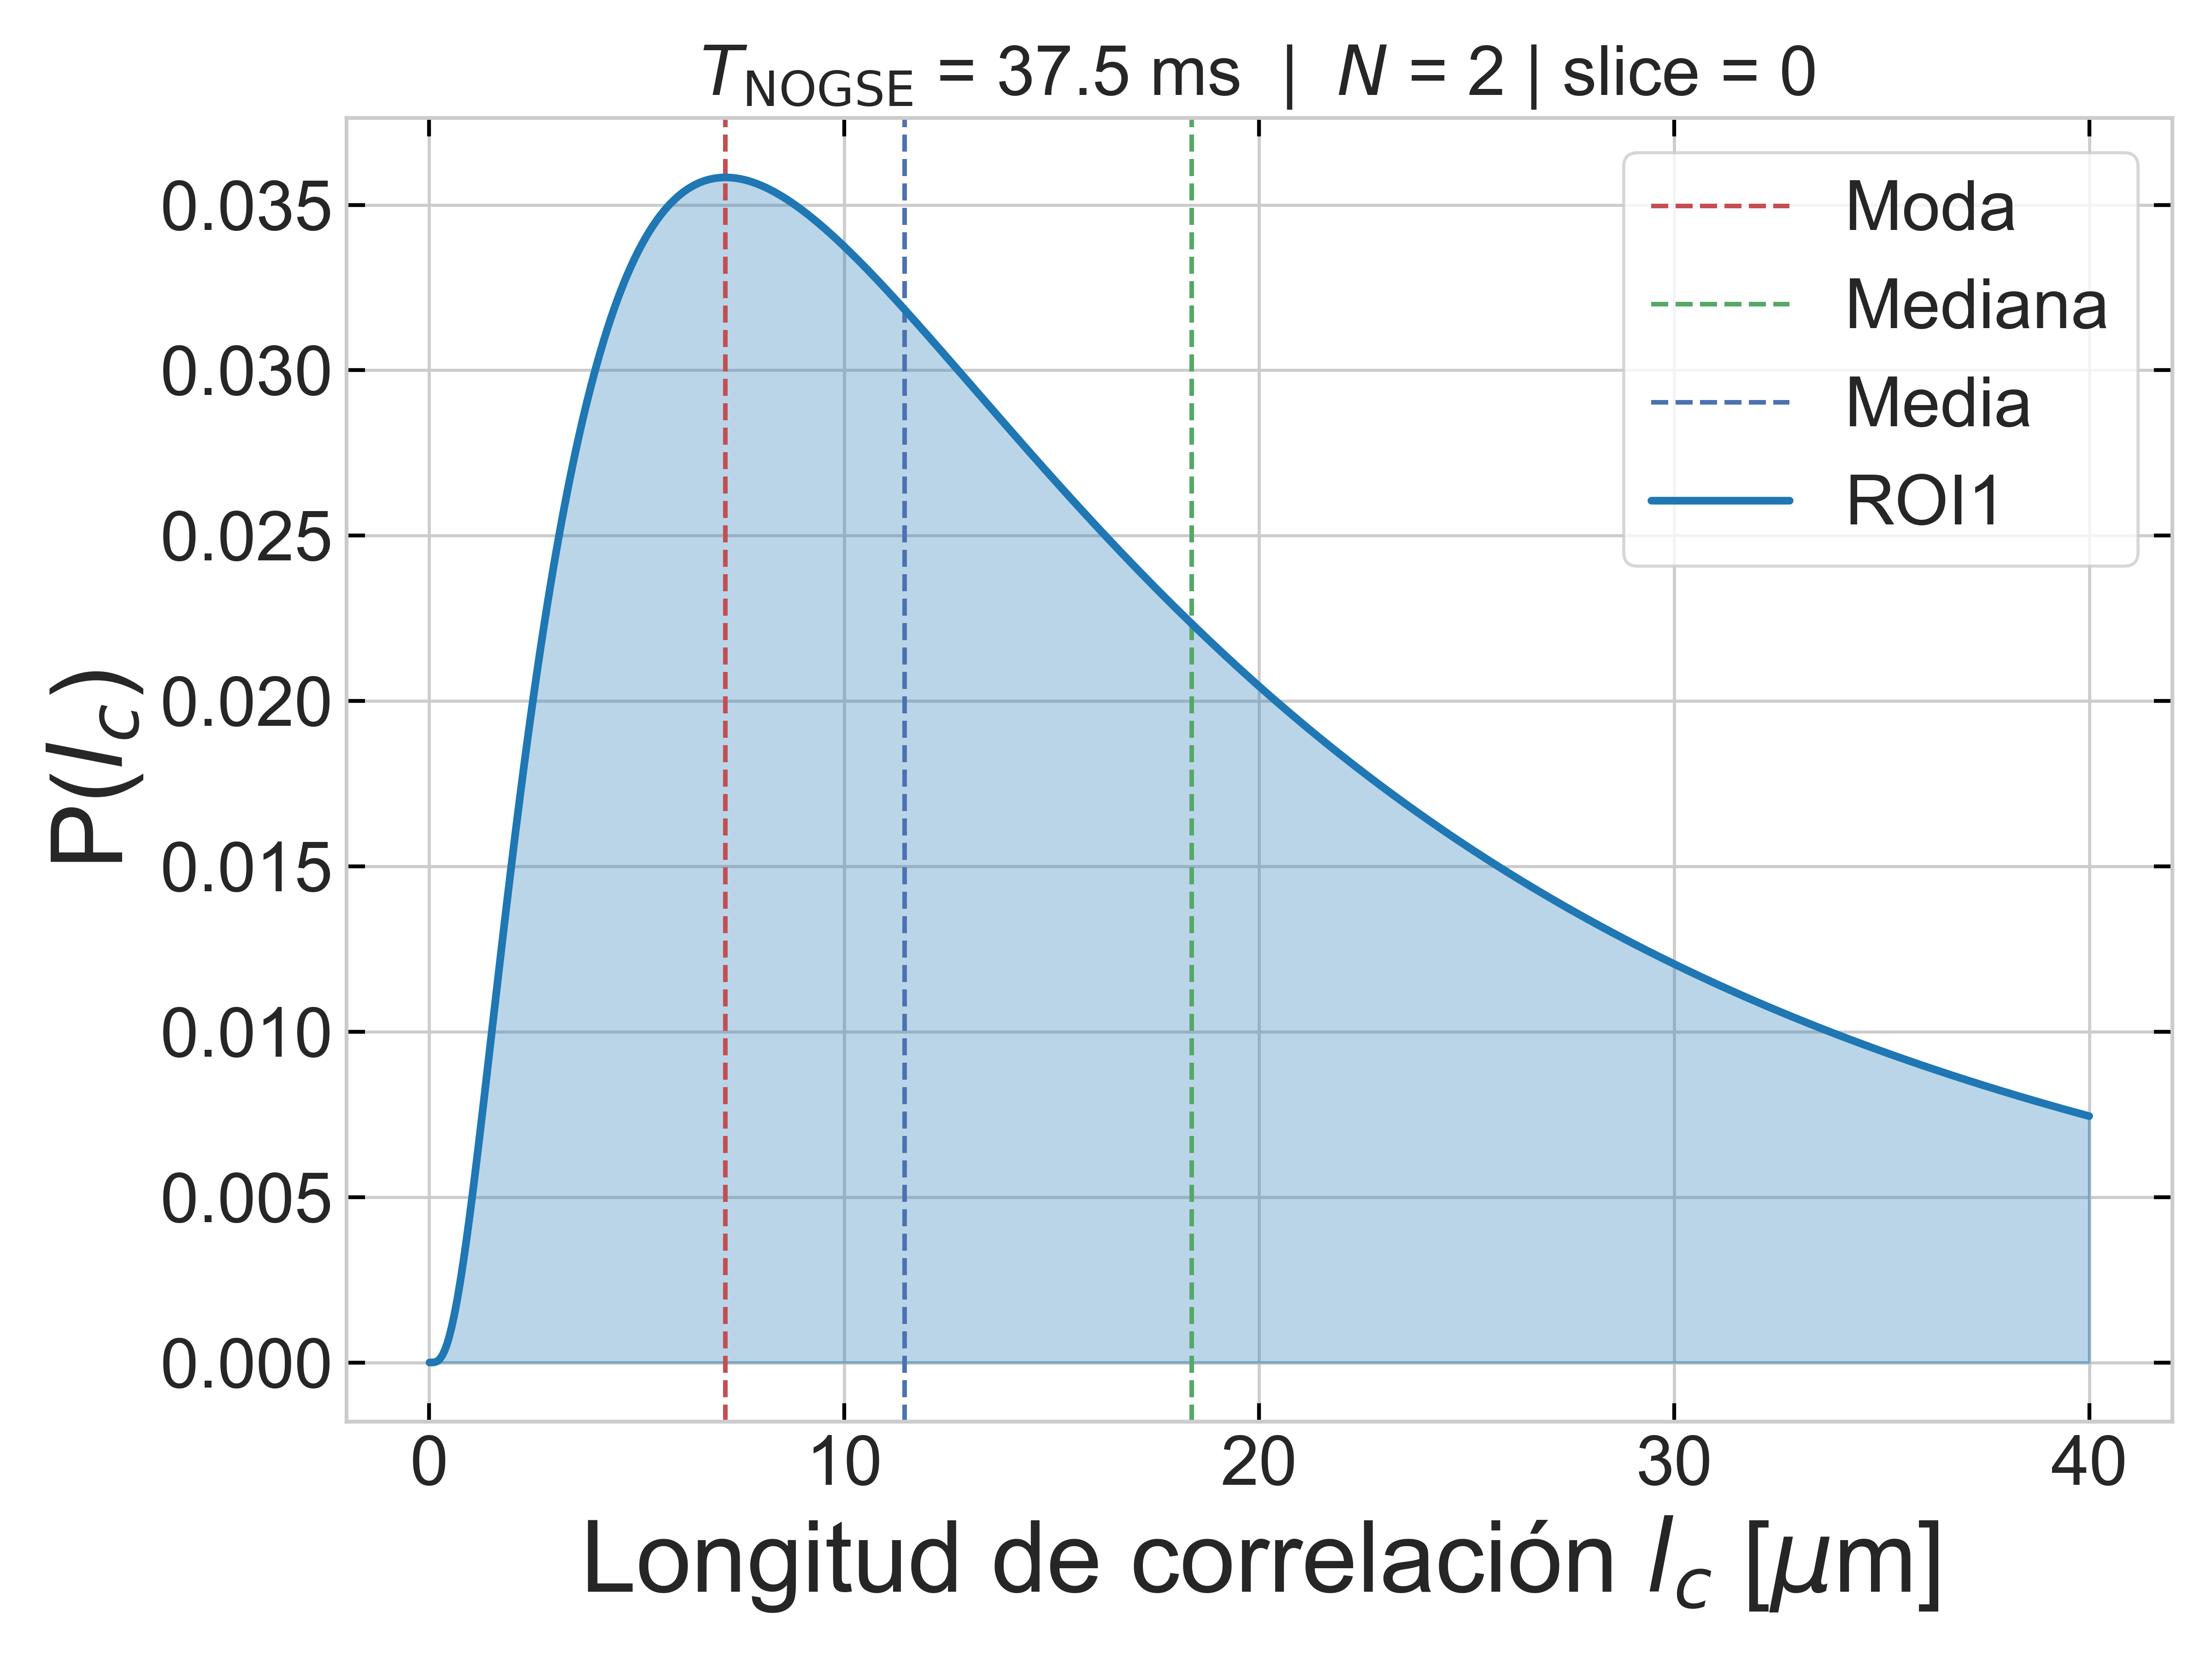 T_NOGSE = 37.5 ms | N = 2 | slice = 0
P(l_c)
0.035
0.030
0.025
0.020
0.015
0.010
0.005
0.000
Moda
Mediana
Media
ROI1
0 10 20 30 40
Longitud de correlación l_c [μm]